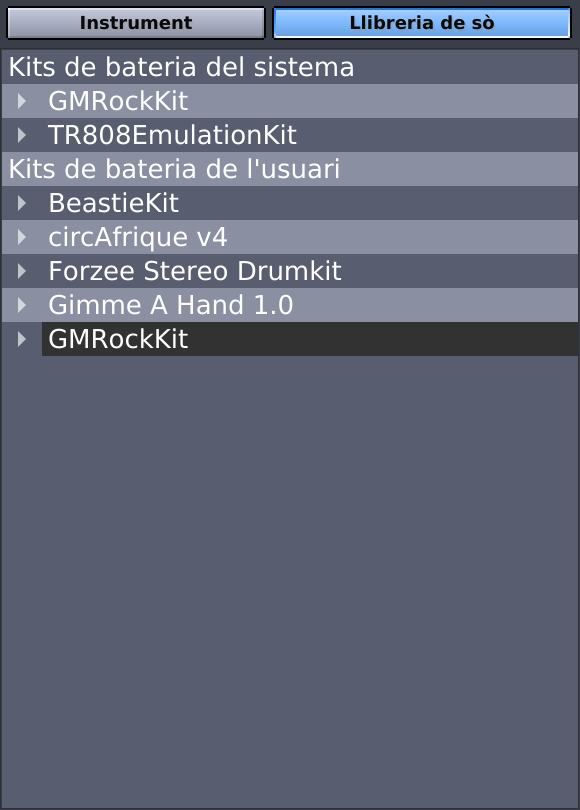 Instrument
Llibreria de sò
Kits de bateria del sistema
GMRockKit
TR808EmulationKit
Kits de bateria de l'usuari
BeastieKit
circAfrique v4
Forzee Stereo Drumkit
Gimme A Hand 1.0
GMRockKit